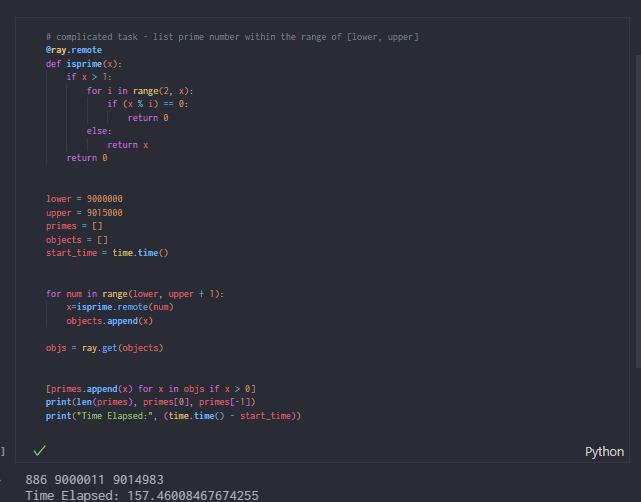 # complicated task - list prime number within the range of [lower, upper]
@ray.remote
def isprime(x):
    if x > 1:
        for i in range(2, x):
            if (x % i) == 0:
                return 0
        else:
            return x
    return 0
lower = 9000000
upper = 9015000
primes = []
objects = []
start_time = time.time()
for num in range(lower, upper + 1):
    x=isprime.remote(num)
    objects.append(x)
objs = ray.get(objects)
[primes.append(x) for x in objs if x > 0]
print(len(primes), primes[0], primes[-1])
print("Time Elapsed:", (time.time() - start_time))
]
Python
886 9000011 9014983
Time Elapsed: 157.46008467674255